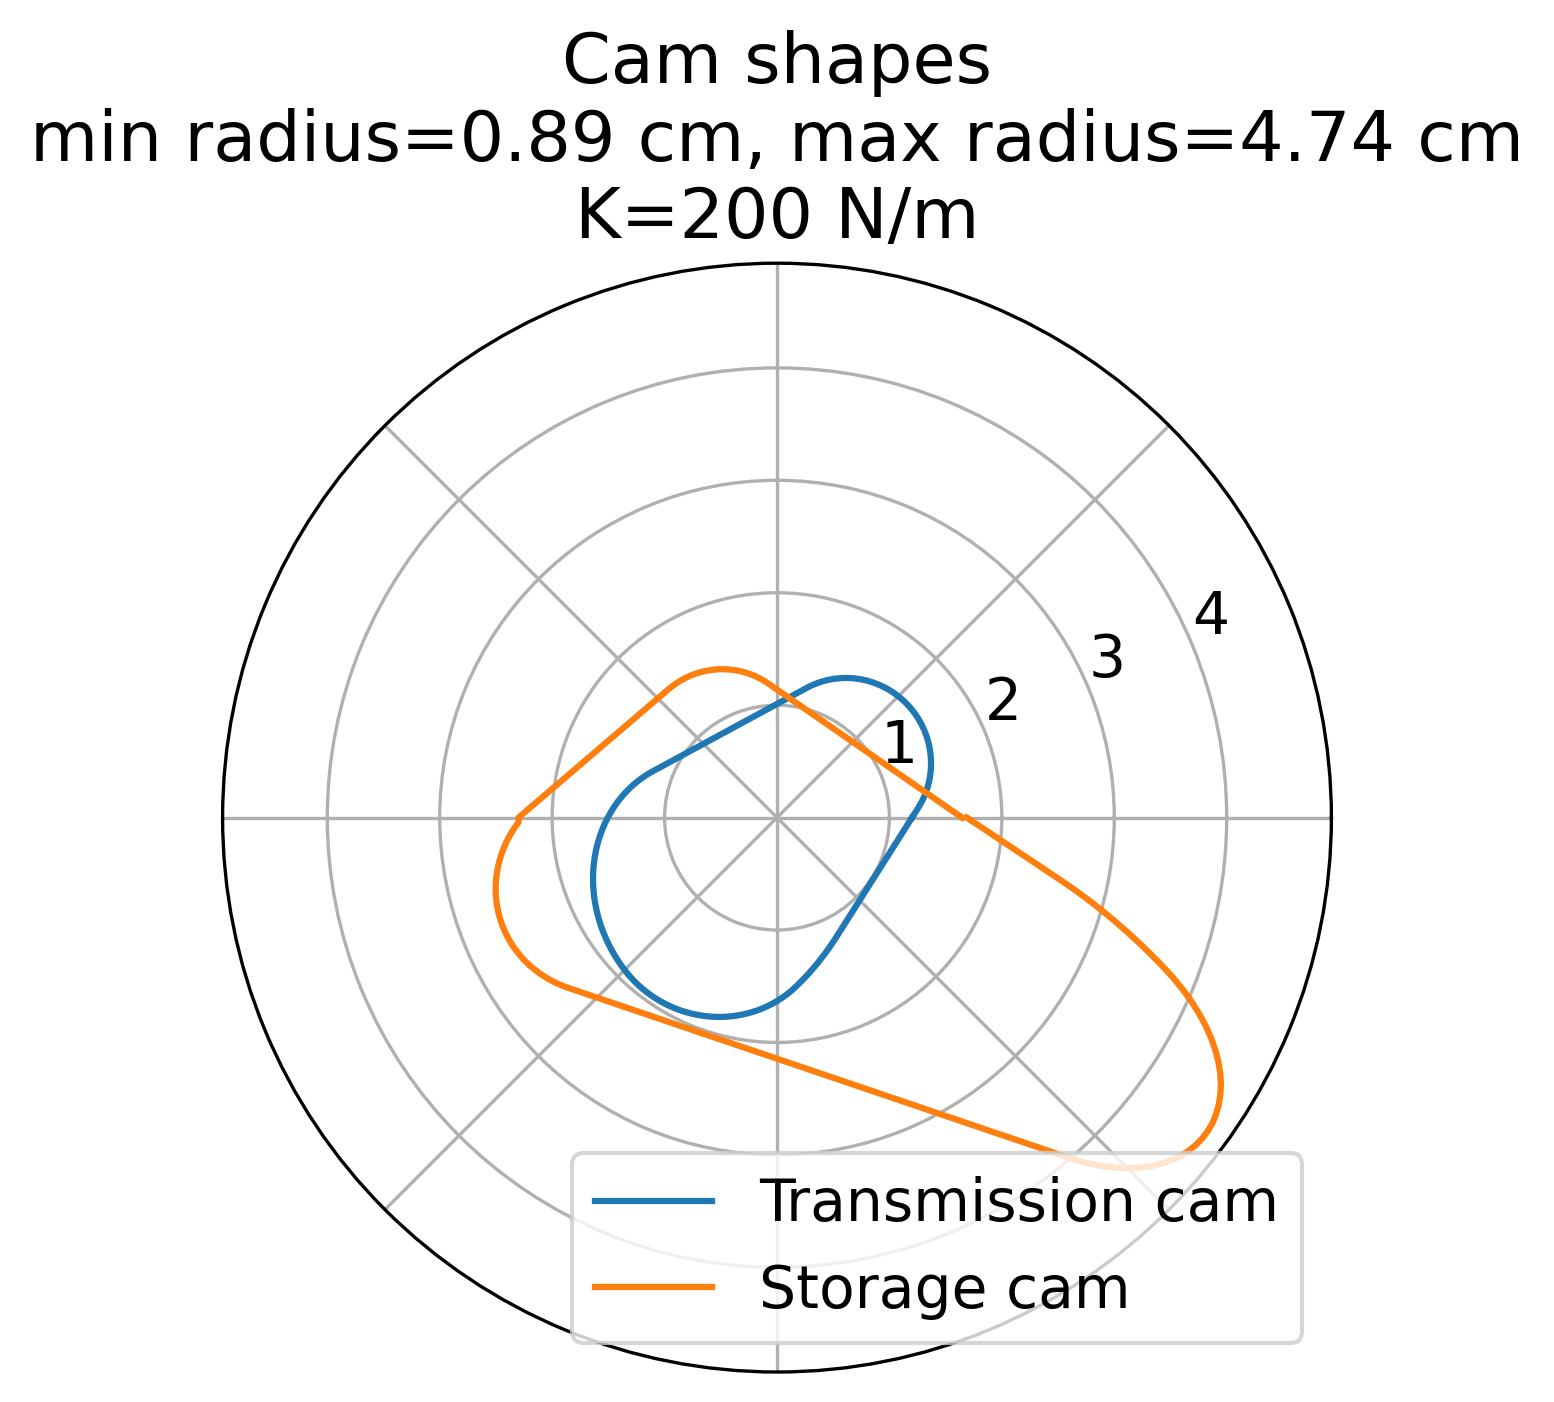 Cam shapes
min radius=0.89 cm, max radius=4.74 cm
K=200 N/m
4
3
2
1
Transmission cam
Storage cam